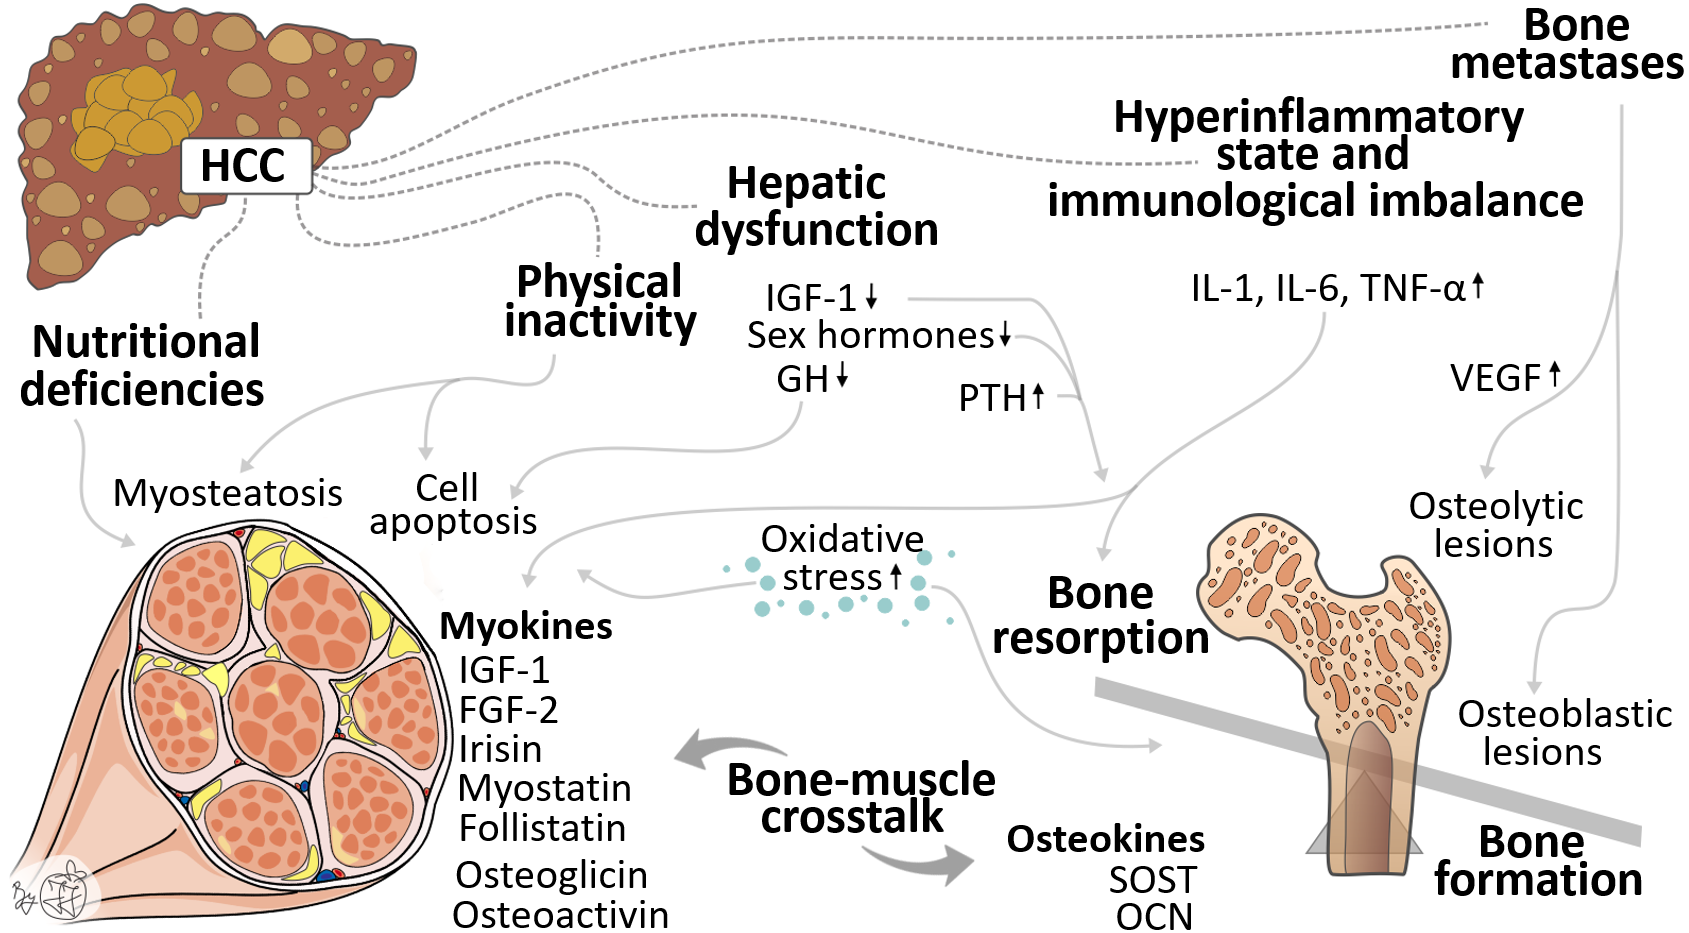 HCC
Bone
metastases
Hyperinflammatory
state and
immunological imbalance
Hepatic
dysfunction
Physical
inactivity
Nutritional
deficiencies
IGF-1↓
Sex hormones↓
GH↓
PTH↑
IL-1, IL-6, TNF-α↑
VEGF↑
Myosteatosis
Cell
apoptosis
Oxidative
stress↑
Osteolytic
lesions
Bone
resorption
Myokines
IGF-1
FGF-2
Irisin
Myostatin
Follistatin
Osteoglicin
Osteoactivin
Bone-muscle
crosstalk
Osteokines
SOST
OCN
Osteoblastic
lesions
Bone
formation
By